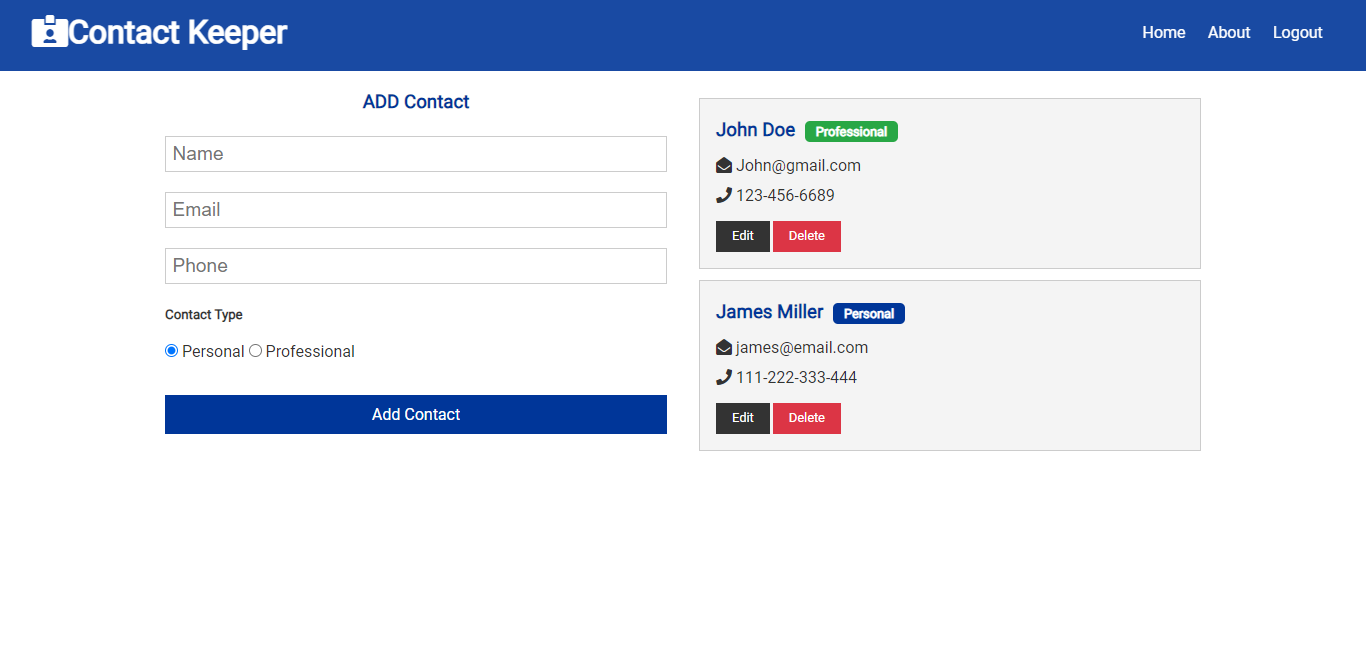 Contact Keeper
Home About Logout
ADD Contact
Name
Email
Phone
Contact Type
Personal Professional
Add Contact
John Doe Professional
John@gmail.com
123-456-6689
Edit Delete
James Miller Personal
james@email.com
111-222-333-444
Edit Delete